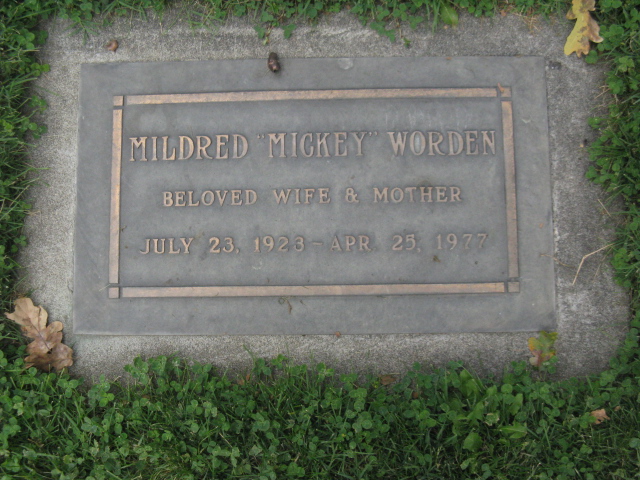 MILDRED "MICKEY" WORDEN
BELOVED WIFE & MOTHER
JULY 23, 1923 – APR. 25, 1977